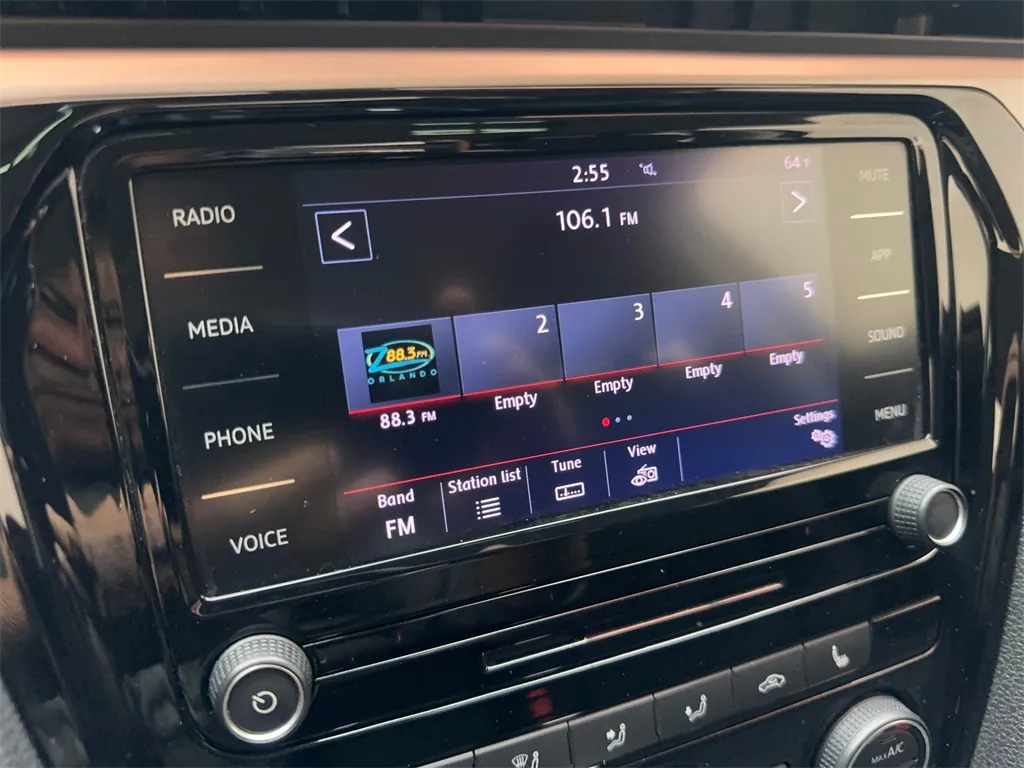 RADIO
MEDIA
PHONE
VOICE
2:55
64°F
106.1 FM
<
>
Z88.3 FM
ORLANDO
88.3 FM
2
Empty
3
Empty
4
Empty
5
Empty
Band
FM
Station list
Tune
View
Settings
MUTE
APP
SOUND
MENU
MAX A/C